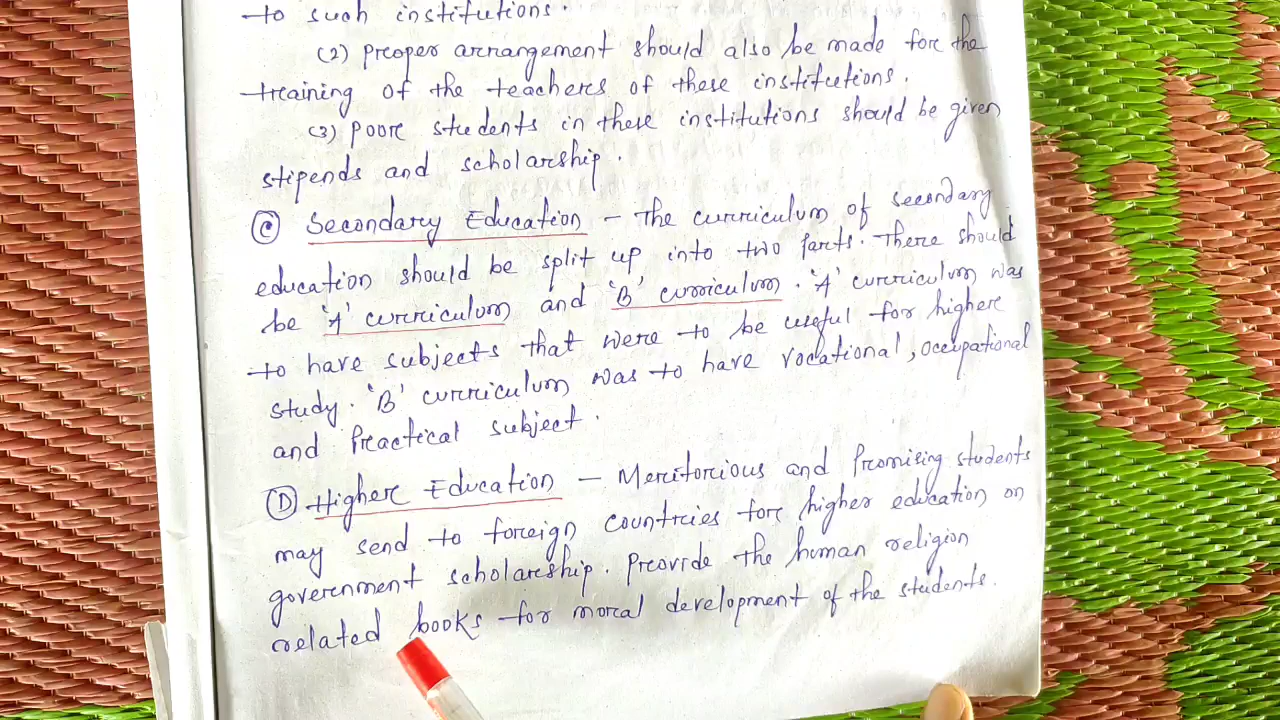 to such institutions.
(2) Proper arrangement should also be made for the
training of the teachers of these institutions.
(3) Poor students in these institutions should be given
stipends and scholarship.
(C) Secondary Education - The curriculum of secondary
education should be split up into two parts. There should
be 'A' curriculum and 'B' curriculum. 'A' curriculum was
to have subjects that were to be useful for higher
study. 'B' curriculum was to have vocational, occupational
and Practical subject.
(D) Higher Education - Meritorious and Promising students
may send to foreign countries for higher education on
government scholarship. Provide the human religion
related books for moral development of the students.